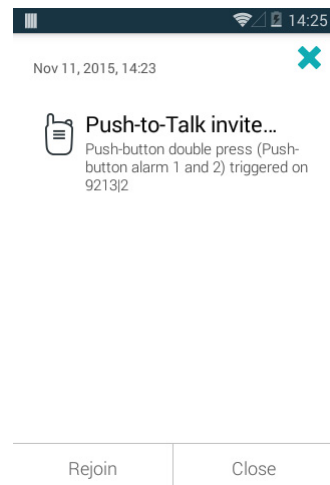 14:25
Nov 11, 2015, 14:23
Push-to-Talk invite...
Push-button double press (Push-
button alarm 1 and 2) triggered on
9213|2
Rejoin Close